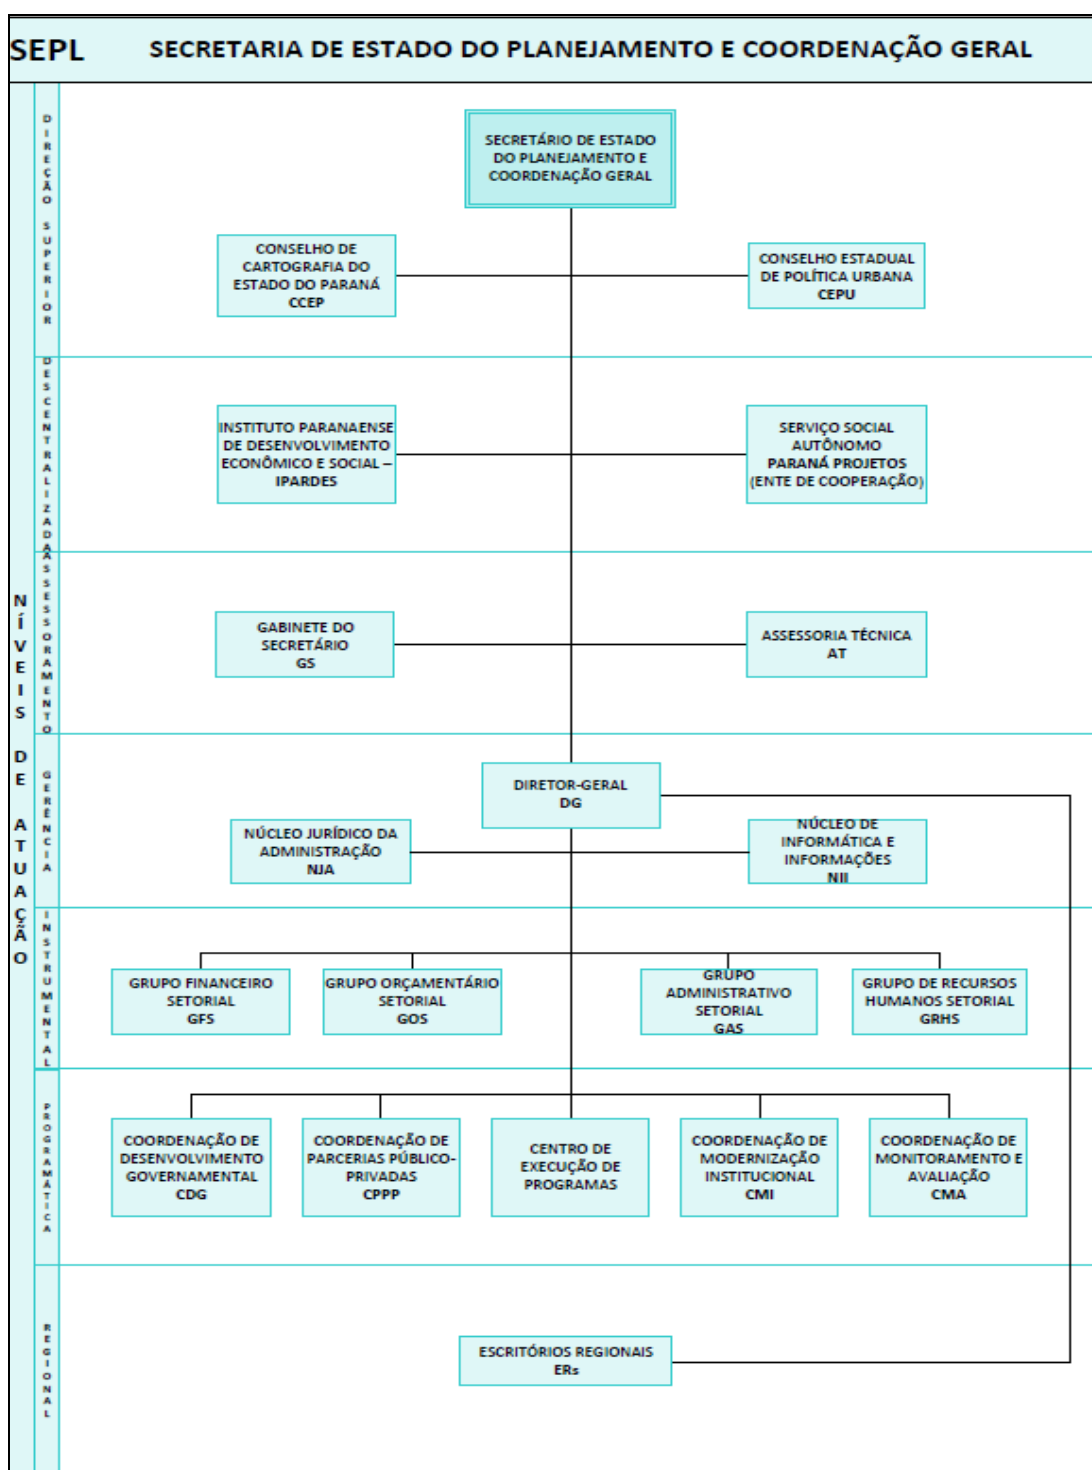 SEPL SECRETARIA DE ESTADO DO PLANEJAMENTO E COORDENAÇÃO GERAL
NÍVEIS DE ATUAÇÃO
DIREÇÃO SUPERIOR
SECRETÁRIO DE ESTADO
DO PLANEJAMENTO E
COORDENAÇÃO GERAL
CONSELHO DE
CARTOGRAFIA DO
ESTADO DO PARANÁ
CCEP
CONSELHO ESTADUAL
DE POLÍTICA URBANA
CEPU
DESCENTRALIZADA
INSTITUTO PARANAENSE
DE DESENVOLVIMENTO
ECONÔMICO E SOCIAL –
IPARDES
SERVIÇO SOCIAL
AUTÔNOMO
PARANÁ PROJETOS
(ENTE DE COOPERAÇÃO)
ASSESSORAMENTO
GABINETE DO
SECRETÁRIO
GS
ASSESSORIA TÉCNICA
AT
GERÊNCIA
DIRETOR-GERAL
DG
NÚCLEO JURÍDICO DA
ADMINISTRAÇÃO
NJA
NÚCLEO DE
INFORMÁTICA E
INFORMAÇÕES
NII
INSTRUMENTAL
GRUPO FINANCEIRO
SETORIAL
GFS
GRUPO ORÇAMENTÁRIO
SETORIAL
GOS
GRUPO
ADMINISTRATIVO
SETORIAL
GAS
GRUPO DE RECURSOS
HUMANOS SETORIAL
GRHS
PROGRAMÁTICA
COORDENAÇÃO DE
DESENVOLVIMENTO
GOVERNAMENTAL
CDG
COORDENAÇÃO DE
PARCERIAS PÚBLICO-
PRIVADAS
CPPP
CENTRO DE
EXECUÇÃO DE
PROGRAMAS
COORDENAÇÃO DE
MODERNIZAÇÃO
INSTITUCIONAL
CMI
COORDENAÇÃO DE
MONITORAMENTO E
AVALIAÇÃO
CMA
REGIONAL
ESCRITÓRIOS REGIONAIS
ERs